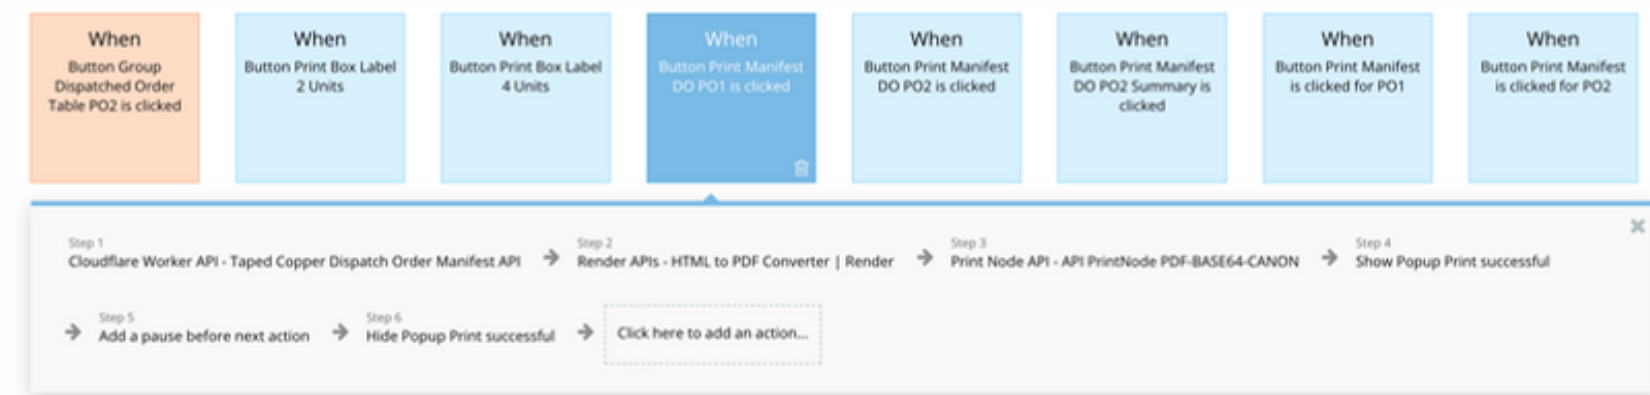 When
Button Group
Dispatched Order
Table PO2 is clicked
When
Button Print Box Label
2 Units
When
Button Print Box Label
4 Units
When
Button Print Manifest
DO PO1 is clicked
When
Button Print Manifest
DO PO2 is clicked
When
Button Print Manifest
DO PO2 Summary is
clicked
When
Button Print Manifest
is clicked for PO1
When
Button Print Manifest
is clicked for PO2
Step 1
Cloudflare Worker API - Taped Copper Dispatch Order Manifest API
Step 2
Render APIs - HTML to PDF Converter | Render
Step 3
Print Node API - API PrintNode PDF-BASE64-CANON
Step 4
Show Popup Print successful
Step 5
Add a pause before next action
Step 6
Hide Popup Print successful
Click here to add an action...